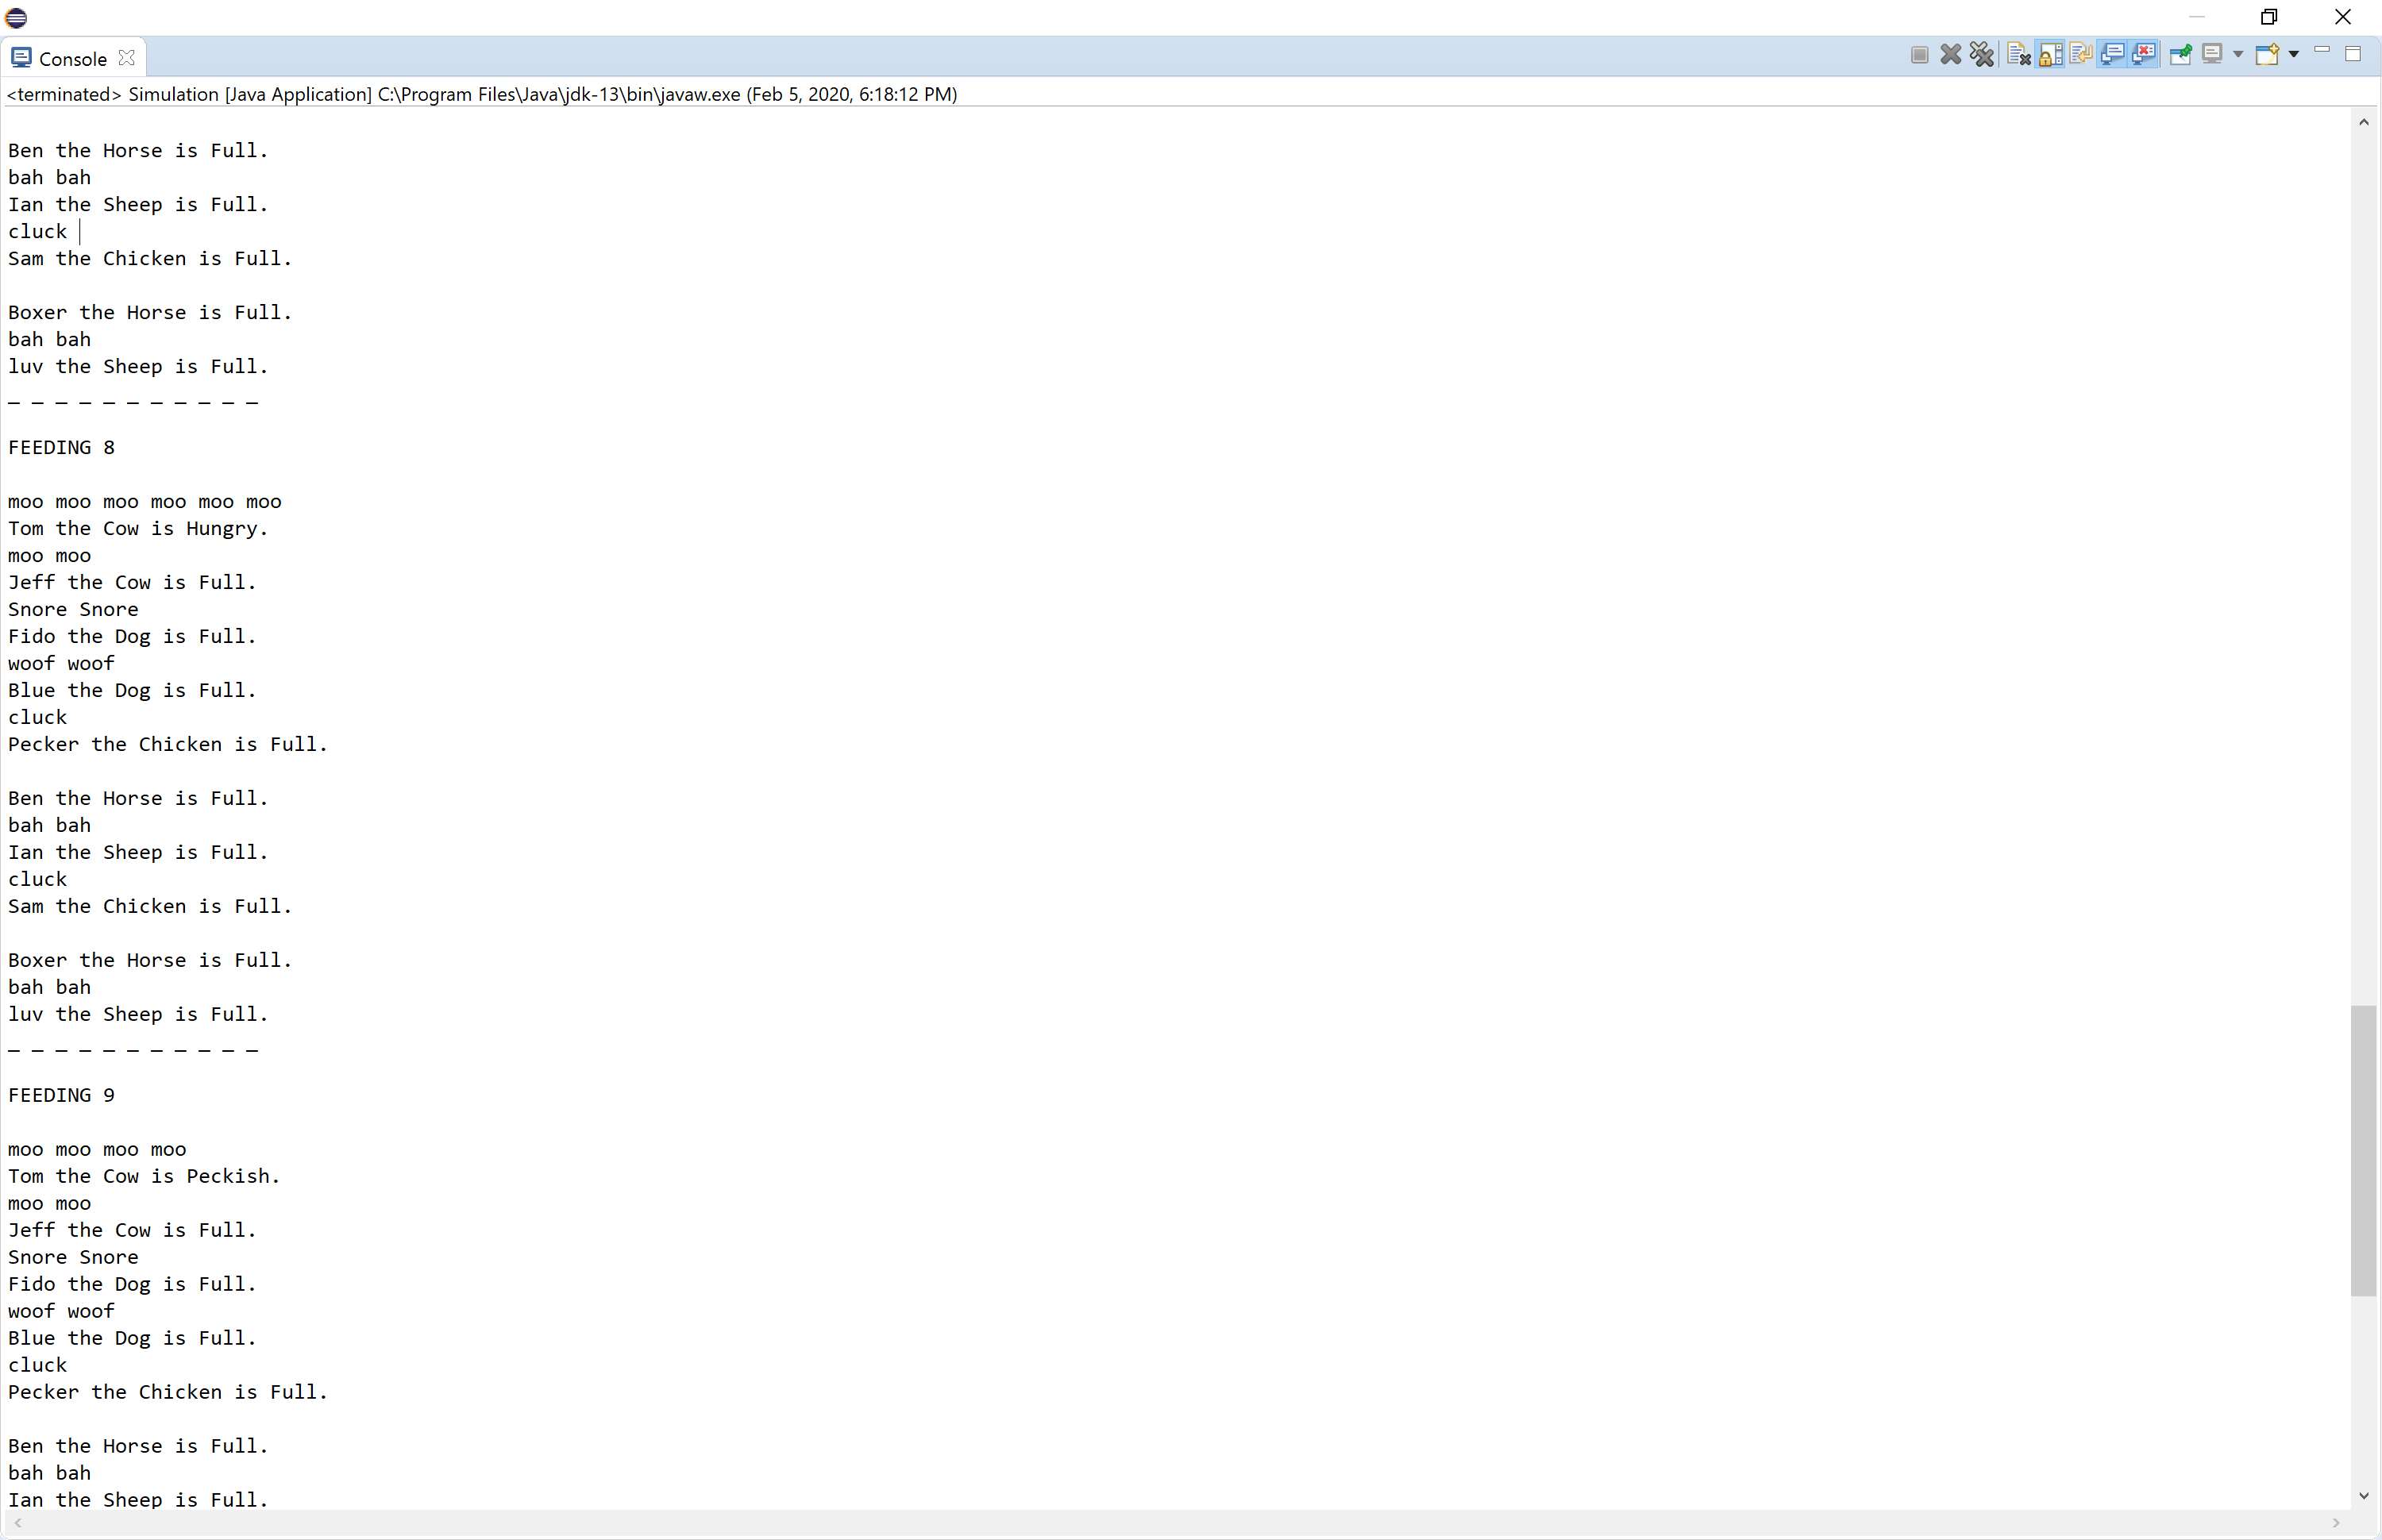 Console
<terminated> Simulation [Java Application] C:\Program Files\Java\jdk-13\bin\javaw.exe (Feb 5, 2020, 6:18:12 PM)
Ben the Horse is Full.
bah bah
Ian the Sheep is Full.
cluck
Sam the Chicken is Full.
Boxer the Horse is Full.
bah bah
luv the Sheep is Full.
_ _ _ _ _ _ _ _ _ _ _
FEEDING 8
moo moo moo moo moo moo
Tom the Cow is Hungry.
moo moo
Jeff the Cow is Full.
Snore Snore
Fido the Dog is Full.
woof woof
Blue the Dog is Full.
cluck
Pecker the Chicken is Full.
Ben the Horse is Full.
bah bah
Ian the Sheep is Full.
cluck
Sam the Chicken is Full.
Boxer the Horse is Full.
bah bah
luv the Sheep is Full.
_ _ _ _ _ _ _ _ _ _ _
FEEDING 9
moo moo moo moo
Tom the Cow is Peckish.
moo moo
Jeff the Cow is Full.
Snore Snore
Fido the Dog is Full.
woof woof
Blue the Dog is Full.
cluck
Pecker the Chicken is Full.
Ben the Horse is Full.
bah bah
Ian the Sheep is Full.